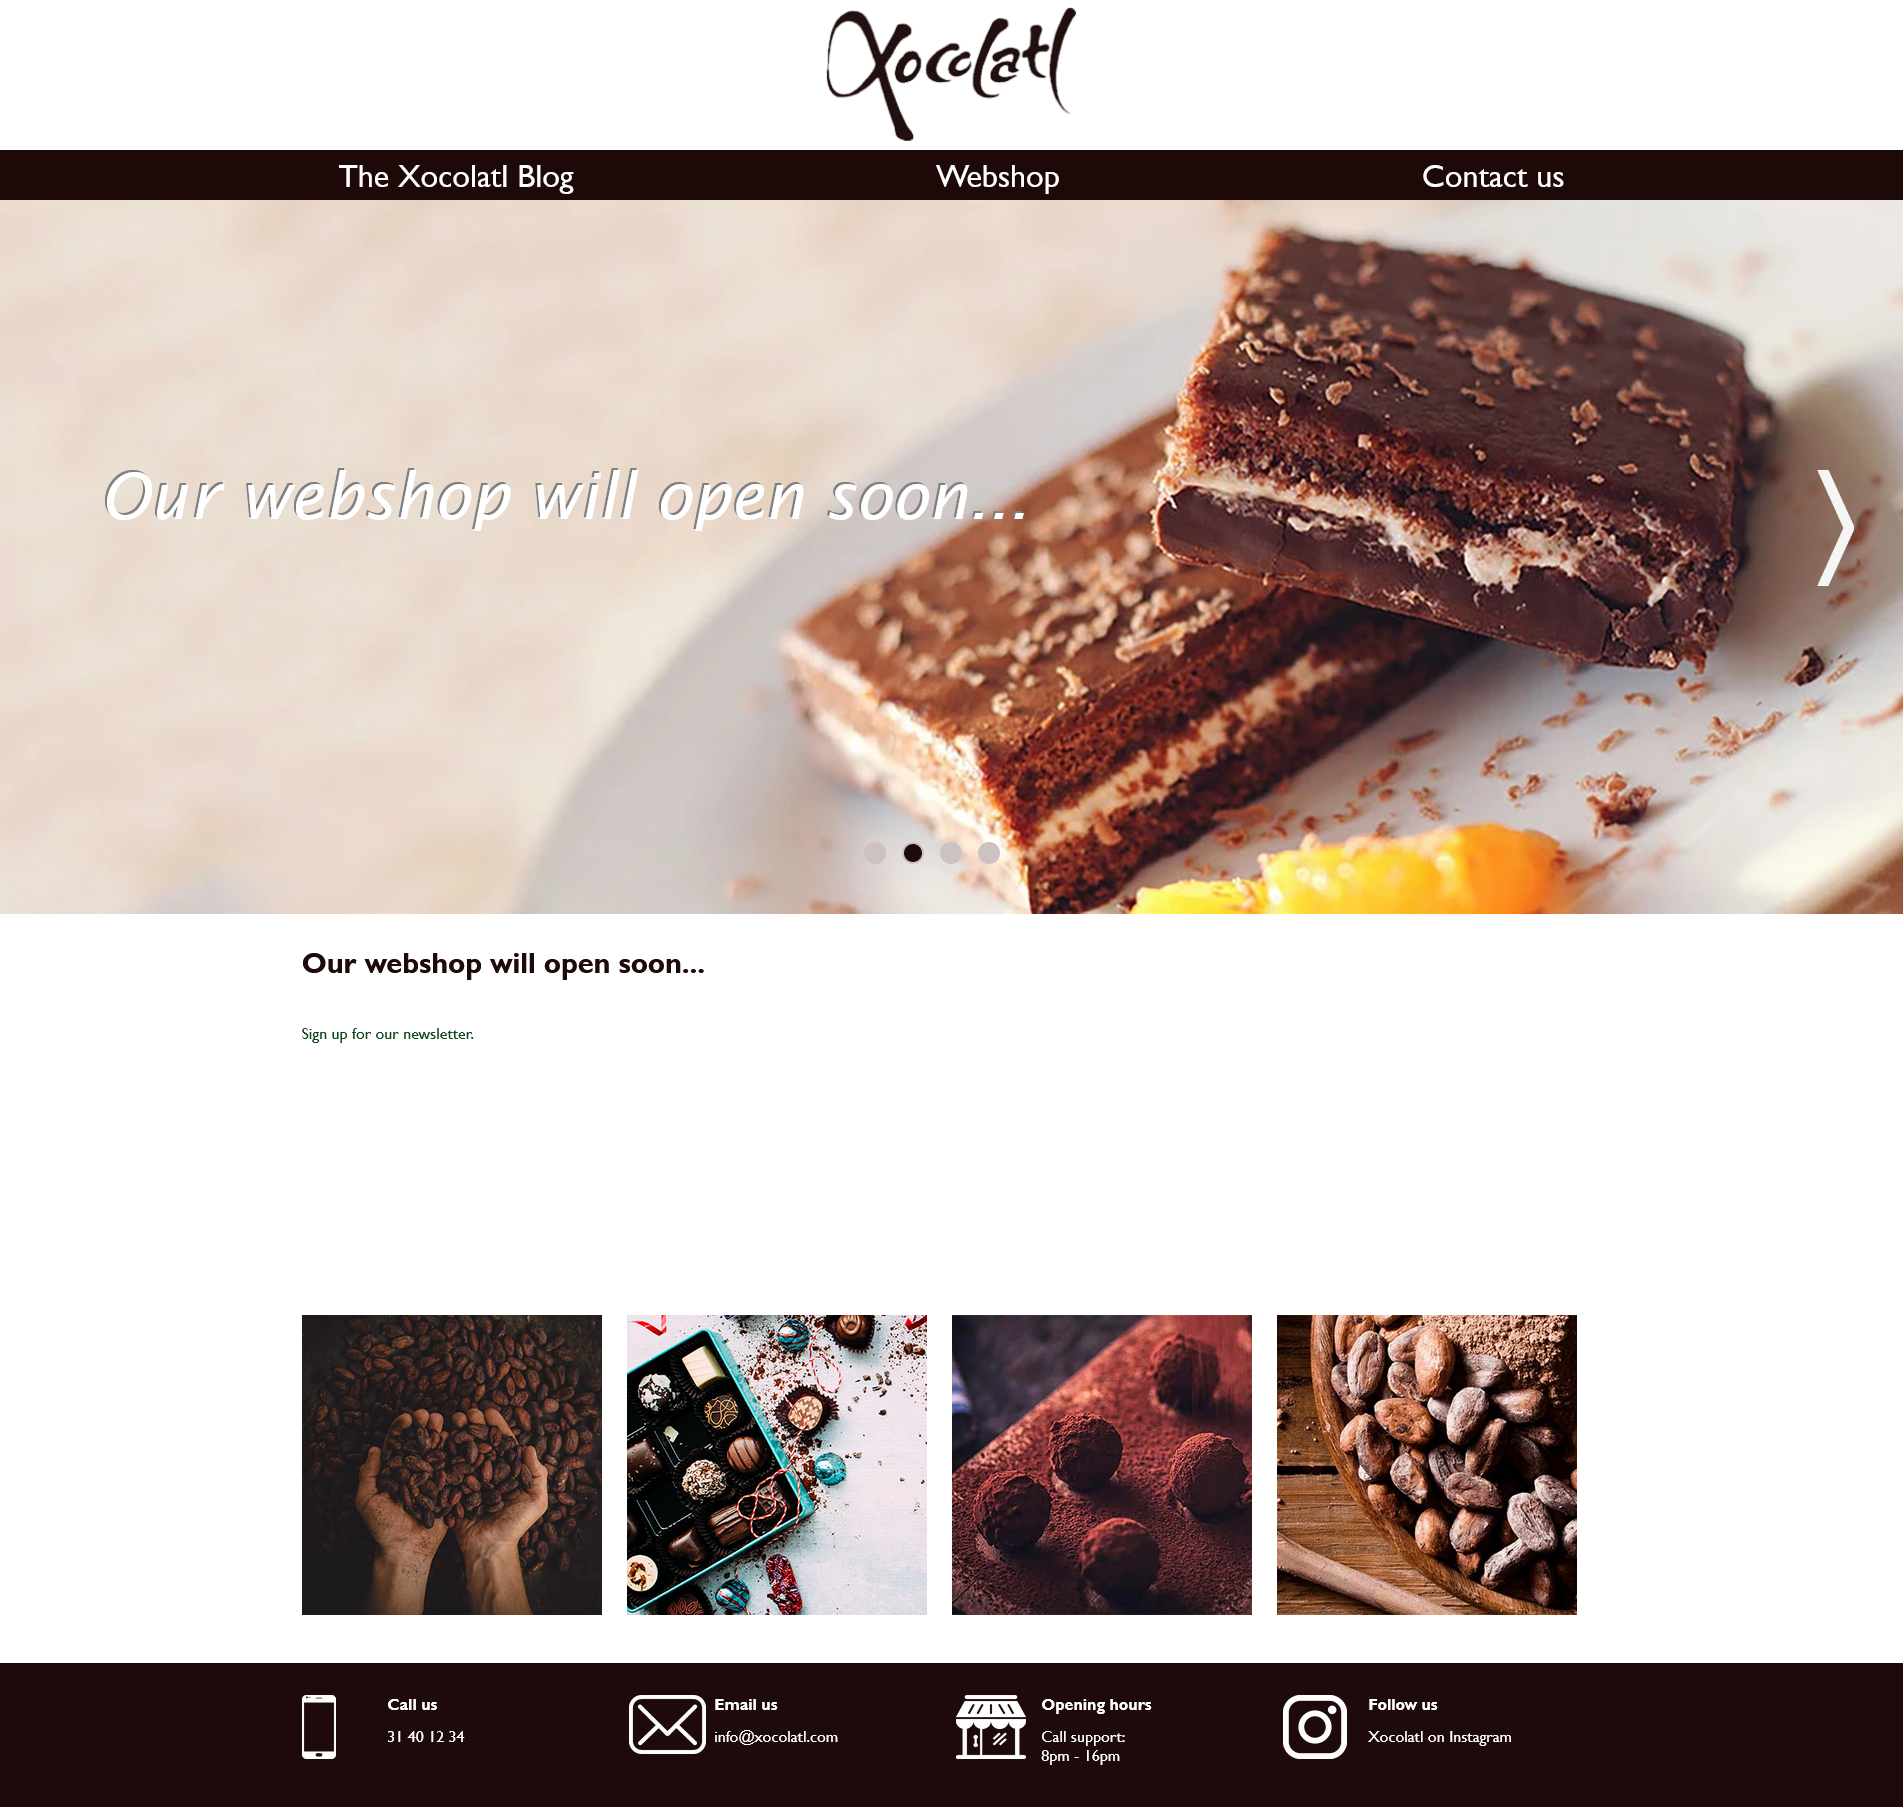 Xocolatl
The Xocolatl Blog
Webshop
Contact us
Our webshop will open soon...
Our webshop will open soon...
Sign up for our newsletter.
Call us
31 40 12 34
Email us
info@xocolatl.com
Opening hours
Call support:
8pm - 16pm
Follow us
Xocolatl on Instagram